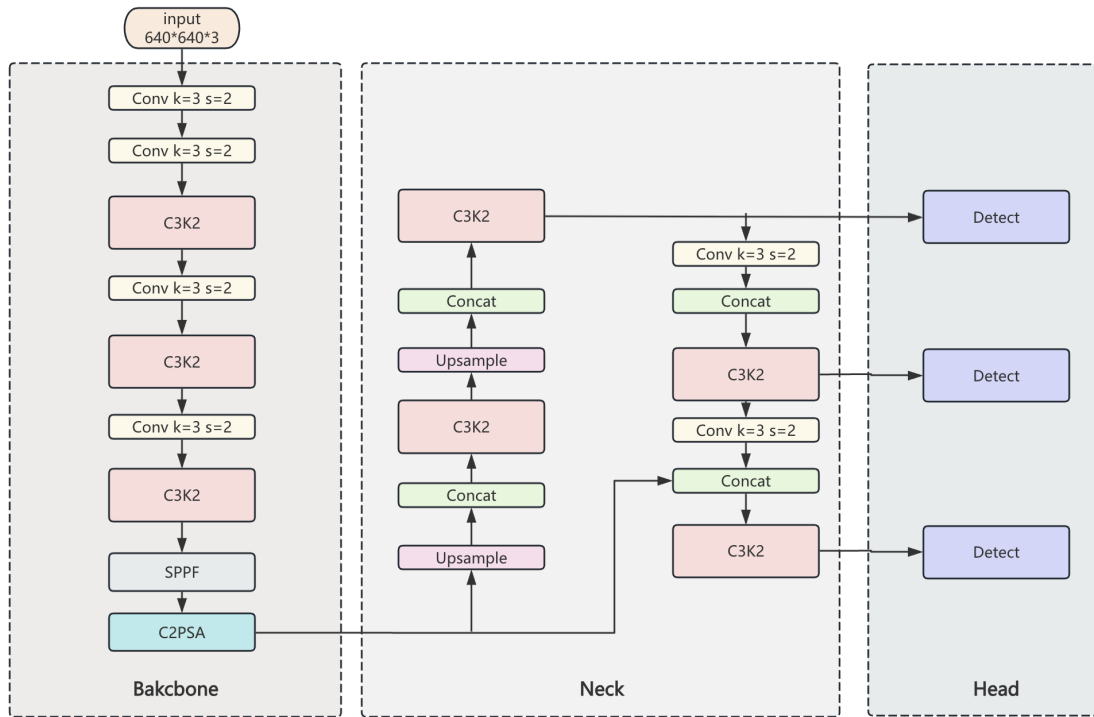 input
640*640*3
Conv k=3 s=2
Conv k=3 s=2
C3K2
Conv k=3 s=2
C3K2
Conv k=3 s=2
C3K2
SPPF
C2PSA
Bakcbone
C3K2
Concat
Upsample
C3K2
Concat
Upsample
Conv k=3 s=2
Concat
C3K2
Conv k=3 s=2
Concat
C3K2
Neck
Detect
Detect
Detect
Head